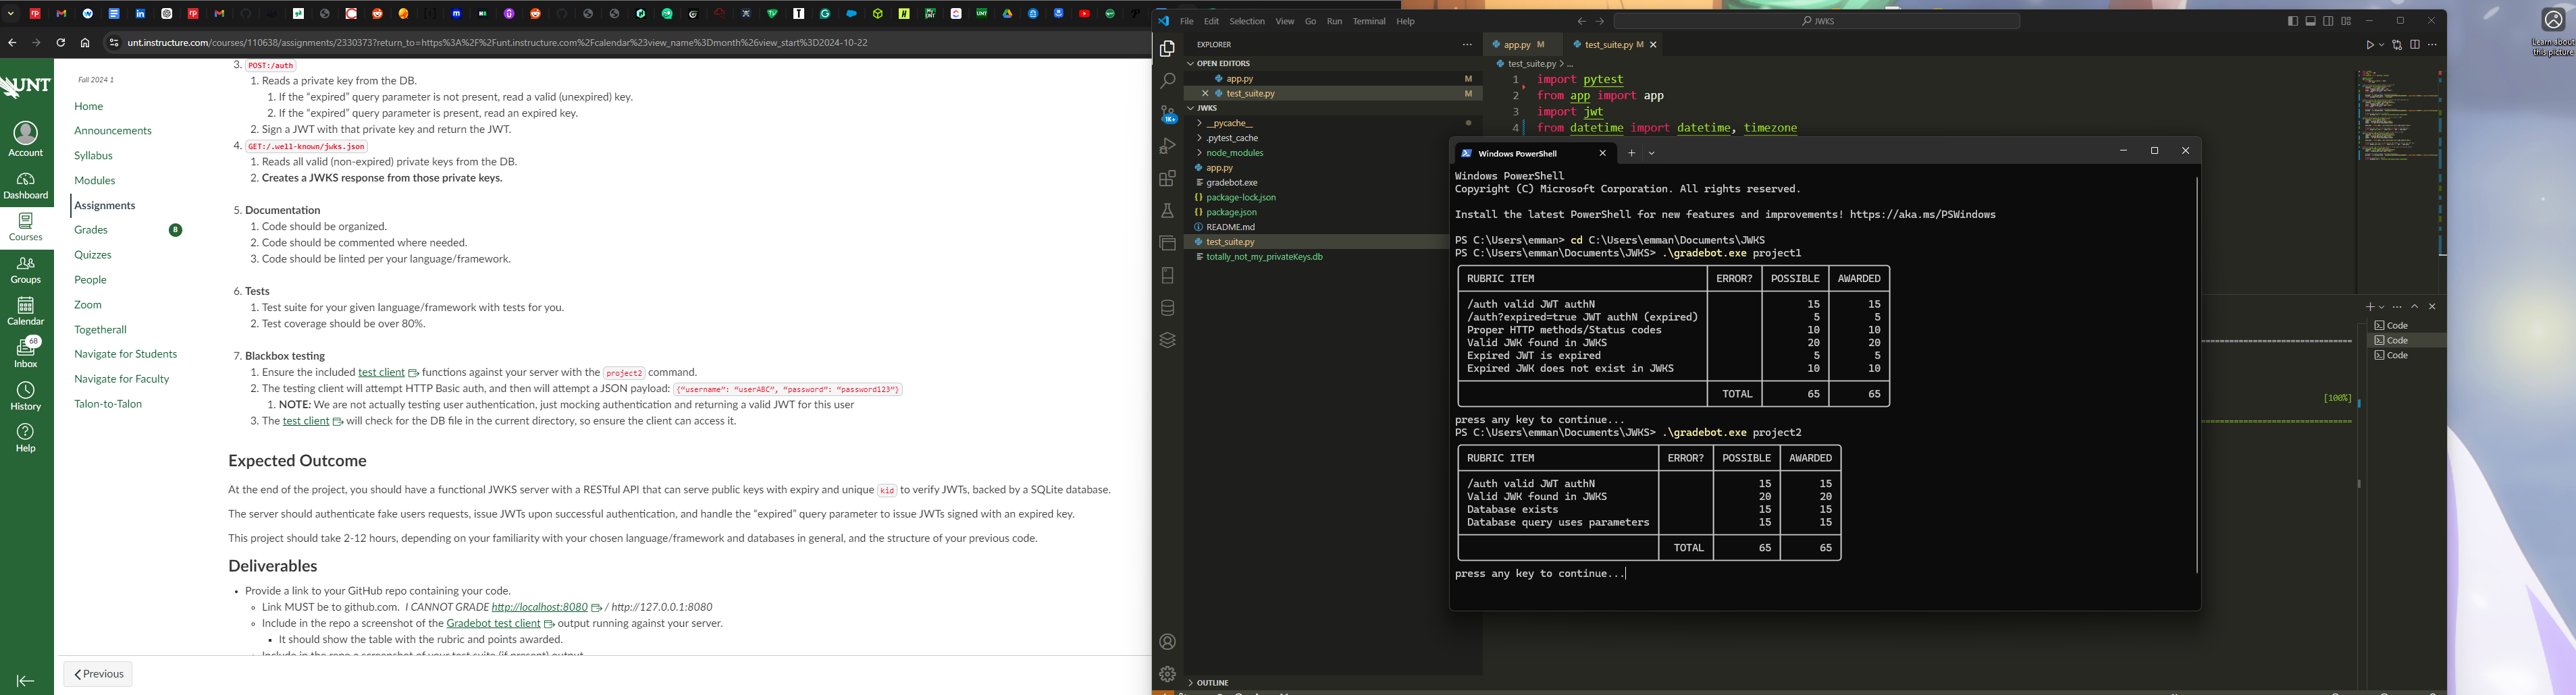 unt.instructure.com/courses/110638/assignments/2330373?return_to=https%3A%2F%2Funt.instructure.com%2Fcalendar%23view_name%3Dmonth%26view_start%3D2024-10-22
UNT
Account
Dashboard
Courses
Groups
Calendar
68
Inbox
History
Help
Fall 2024 1
Home
Announcements
Syllabus
Modules
Assignments
Grades 8
Quizzes
People
Zoom
Togetherall
Navigate for Students
Navigate for Faculty
Talon-to-Talon
3. POST:/auth
1. Reads a private key from the DB.
1. If the “expired” query parameter is not present, read a valid (unexpired) key.
2. If the “expired” query parameter is present, read an expired key.
2. Sign a JWT with that private key and return the JWT.
4. GET:/.well-known/jwks.json
1. Reads all valid (non-expired) private keys from the DB.
2. Creates a JWKS response from those private keys.
5. Documentation
1. Code should be organized.
2. Code should be commented where needed.
3. Code should be linted per your language/framework.
6. Tests
1. Test suite for your given language/framework with tests for you.
2. Test coverage should be over 80%.
7. Blackbox testing
1. Ensure the included test client functions against your server with the project2 command.
2. The testing client will attempt HTTP Basic auth, and then will attempt a JSON payload: {“username”: “userABC”, “password”: “password123”}
1. NOTE: We are not actually testing user authentication, just mocking authentication and returning a valid JWT for this user
3. The test client will check for the DB file in the current directory, so ensure the client can access it.
Expected Outcome
At the end of the project, you should have a functional JWKS server with a RESTful API that can serve public keys with expiry and unique kid to verify JWTs, backed by a SQLite database.
The server should authenticate fake users requests, issue JWTs upon successful authentication, and handle the “expired” query parameter to issue JWTs signed with an expired key.
This project should take 2-12 hours, depending on your familiarity with your chosen language/framework and databases in general, and the structure of your previous code.
Deliverables
Provide a link to your GitHub repo containing your code.
Link MUST be to github.com. I CANNOT GRADE http://localhost:8080 / http://127.0.0.1:8080
Include in the repo a screenshot of the Gradebot test client output running against your server.
It should show the table with the rubric and points awarded.
Include in the repo a screenshot of your test suite (if present) output
Previous
File Edit Selection View Go Run Terminal Help
JWKS
EXPLORER
OPEN EDITORS
app.py M
test_suite.py M
JWKS
__pycache__
.pytest_cache
node_modules
app.py
gradebot.exe
package-lock.json
package.json
README.md
test_suite.py
totally_not_my_privateKeys.db
OUTLINE
1K+
app.py M test_suite.py M
test_suite.py > ...
1 import pytest
2 from app import app
3 import jwt
4 from datetime import datetime, timezone
Windows PowerShell
Windows PowerShell
Copyright (C) Microsoft Corporation. All rights reserved.
Install the latest PowerShell for new features and improvements! https://aka.ms/PSWindows
PS C:\Users\emman> cd C:\Users\emman\Documents\JWKS
PS C:\Users\emman\Documents\JWKS> .\gradebot.exe project1
RUBRIC ITEM ERROR? POSSIBLE AWARDED
/auth valid JWT authN 15 15
/auth?expired=true JWT authN (expired) 5 5
Proper HTTP methods/Status codes 10 10
Valid JWK found in JWKS 20 20
Expired JWT is expired 5 5
Expired JWK does not exist in JWKS 10 10
TOTAL 65 65
press any key to continue...
PS C:\Users\emman\Documents\JWKS> .\gradebot.exe project2
RUBRIC ITEM ERROR? POSSIBLE AWARDED
/auth valid JWT authN 15 15
Valid JWK found in JWKS 20 20
Database exists 15 15
Database query uses parameters 15 15
TOTAL 65 65
press any key to continue...
Code
Code
Code
[100%]
Learn about
this picture